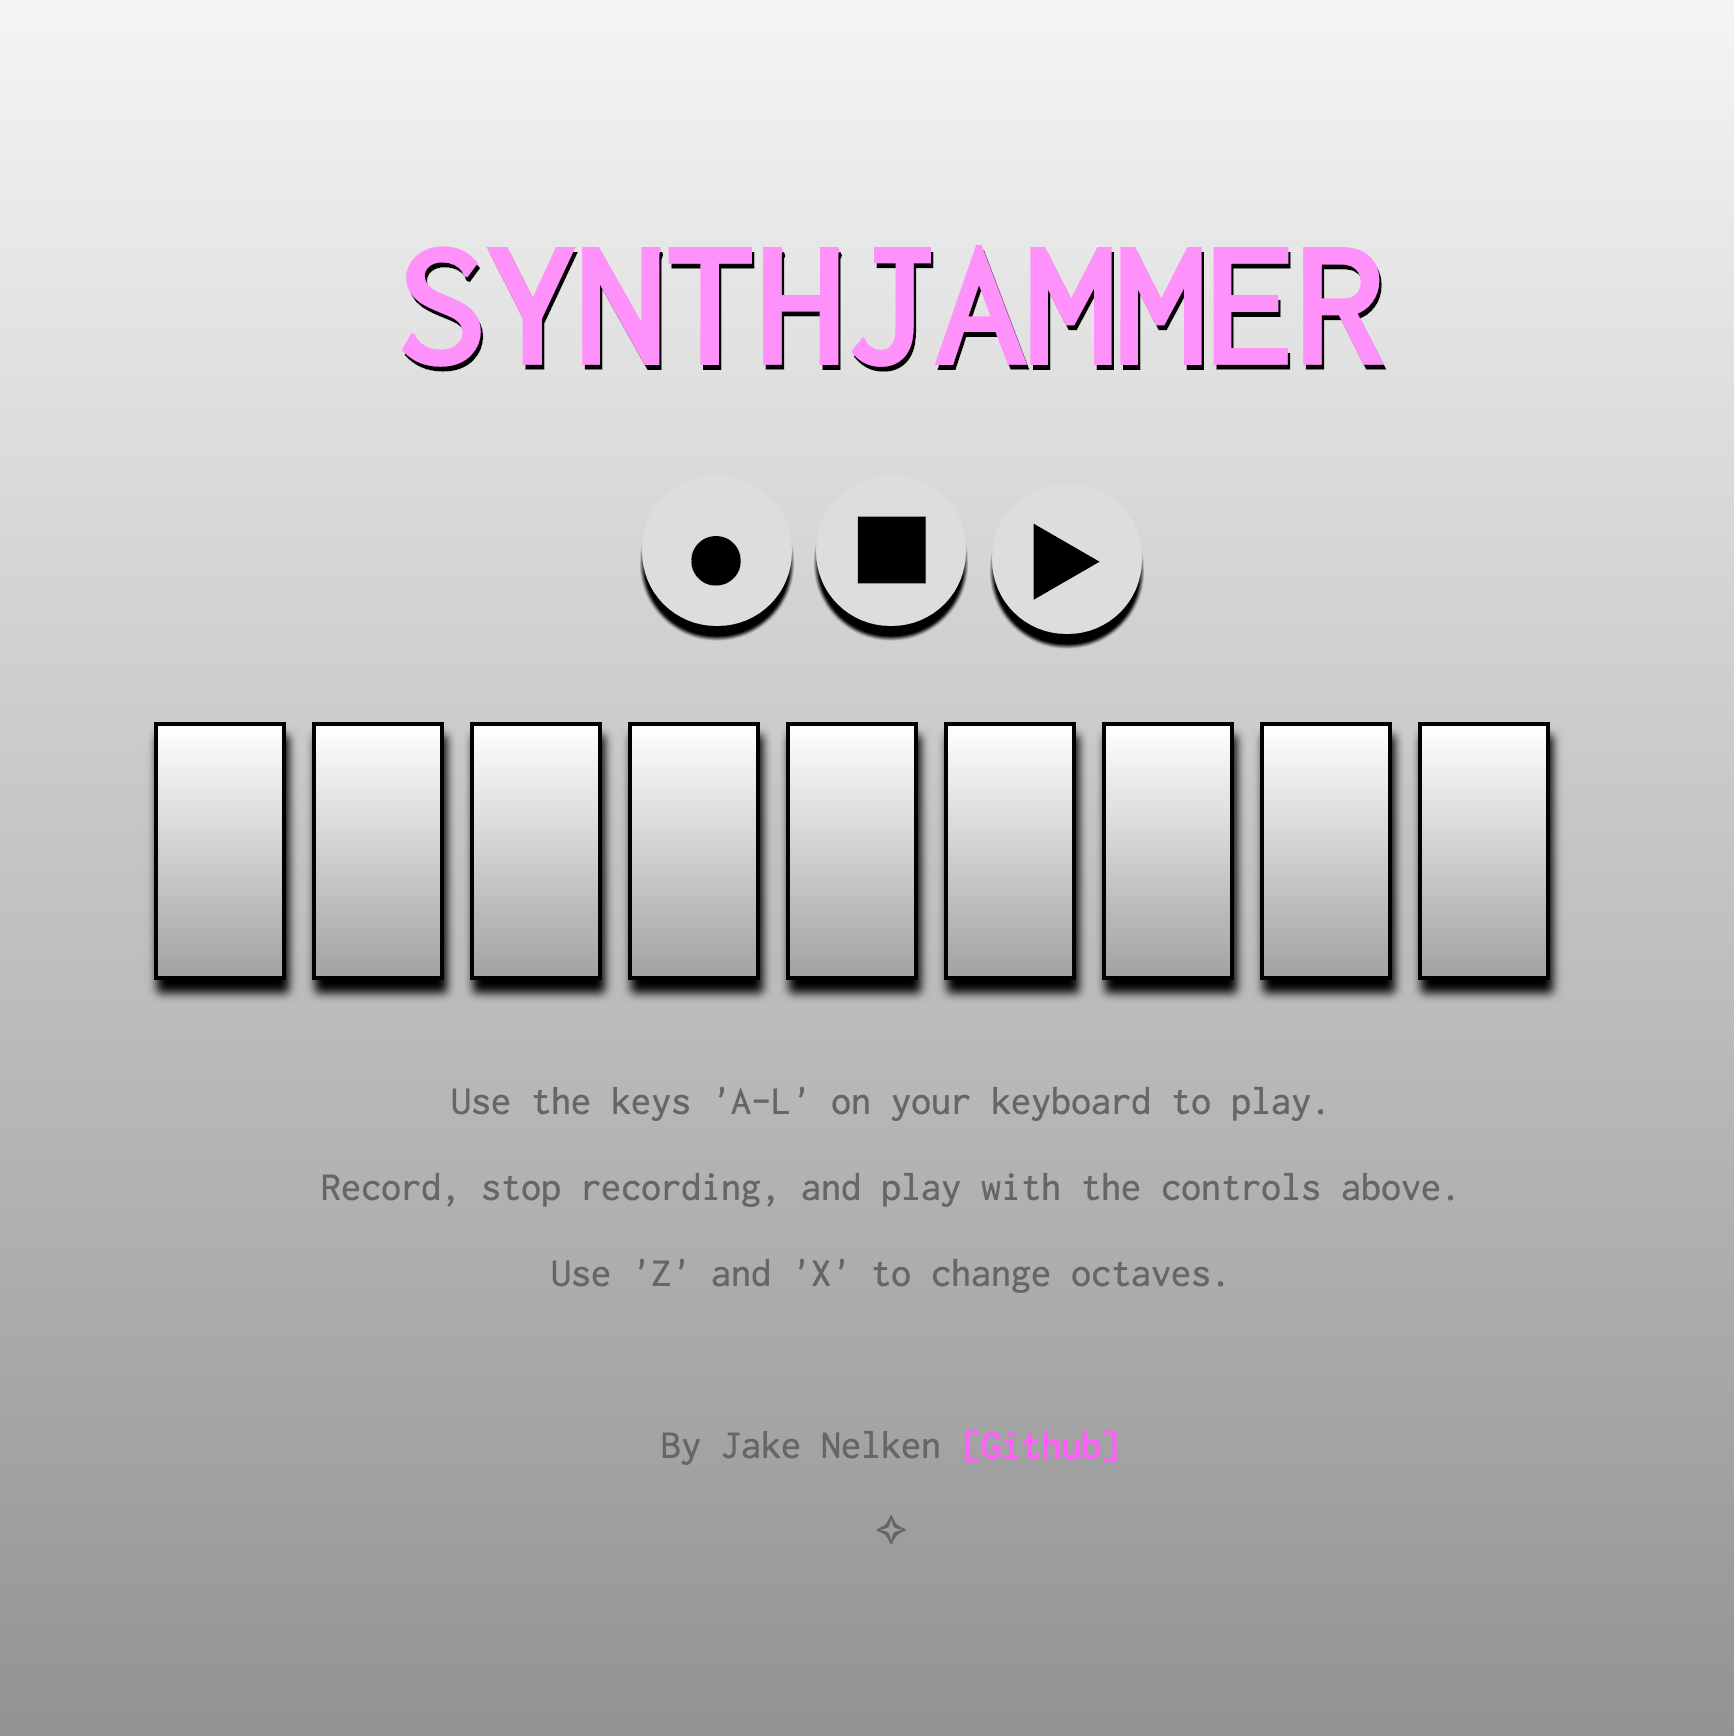 SYNTHJAMMER
Use the keys 'A-L' on your keyboard to play.
Record, stop recording, and play with the controls above.
Use 'Z' and 'X' to change octaves.
By Jake Nelken [Github]